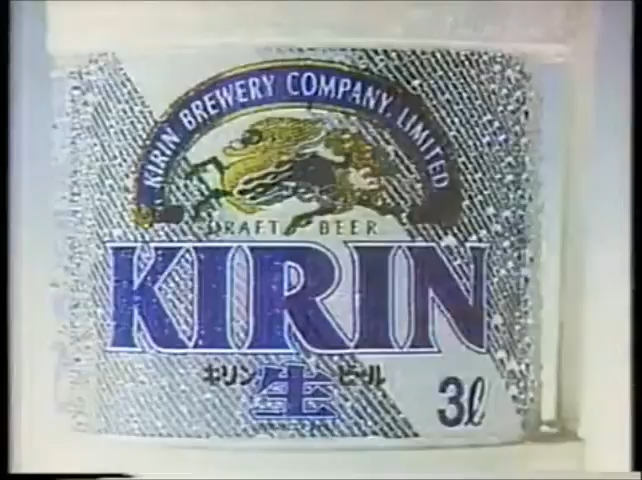 KIRIN BREWERY COMPANY, LIMITED
DRAFT BEER
KIRIN
キリン 生 ビール
3ℓ